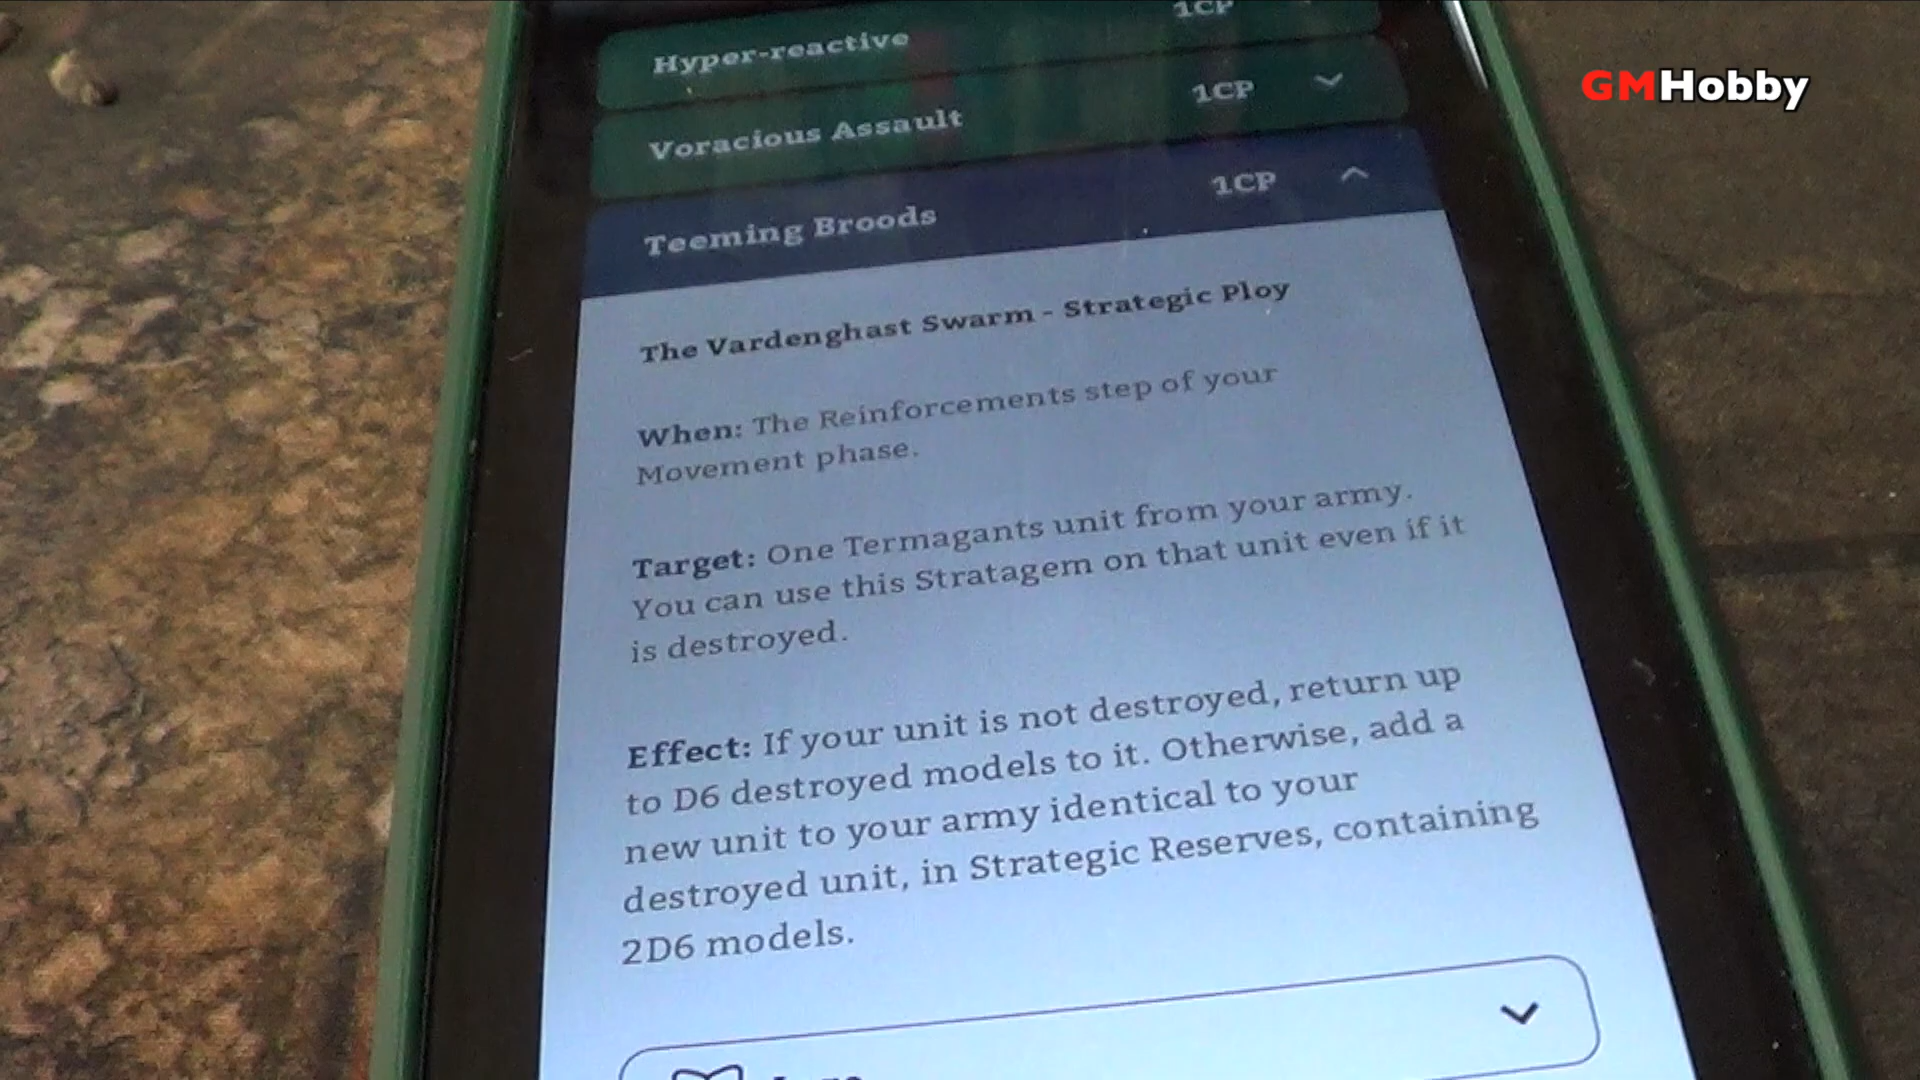 Hyper-reactive 1CP
GMHobby
Voracious Assault 1CP
Teeming Broods 1CP
The Vardenghast Swarm - Strategic Ploy
When: The Reinforcements step of your
Movement phase.
Target: One Termagants unit from your army.
You can use this Stratagem on that unit even if it
is destroyed.
Effect: If your unit is not destroyed, return up
to D6 destroyed models to it. Otherwise, add a
new unit to your army identical to your
destroyed unit, in Strategic Reserves, containing
2D6 models.